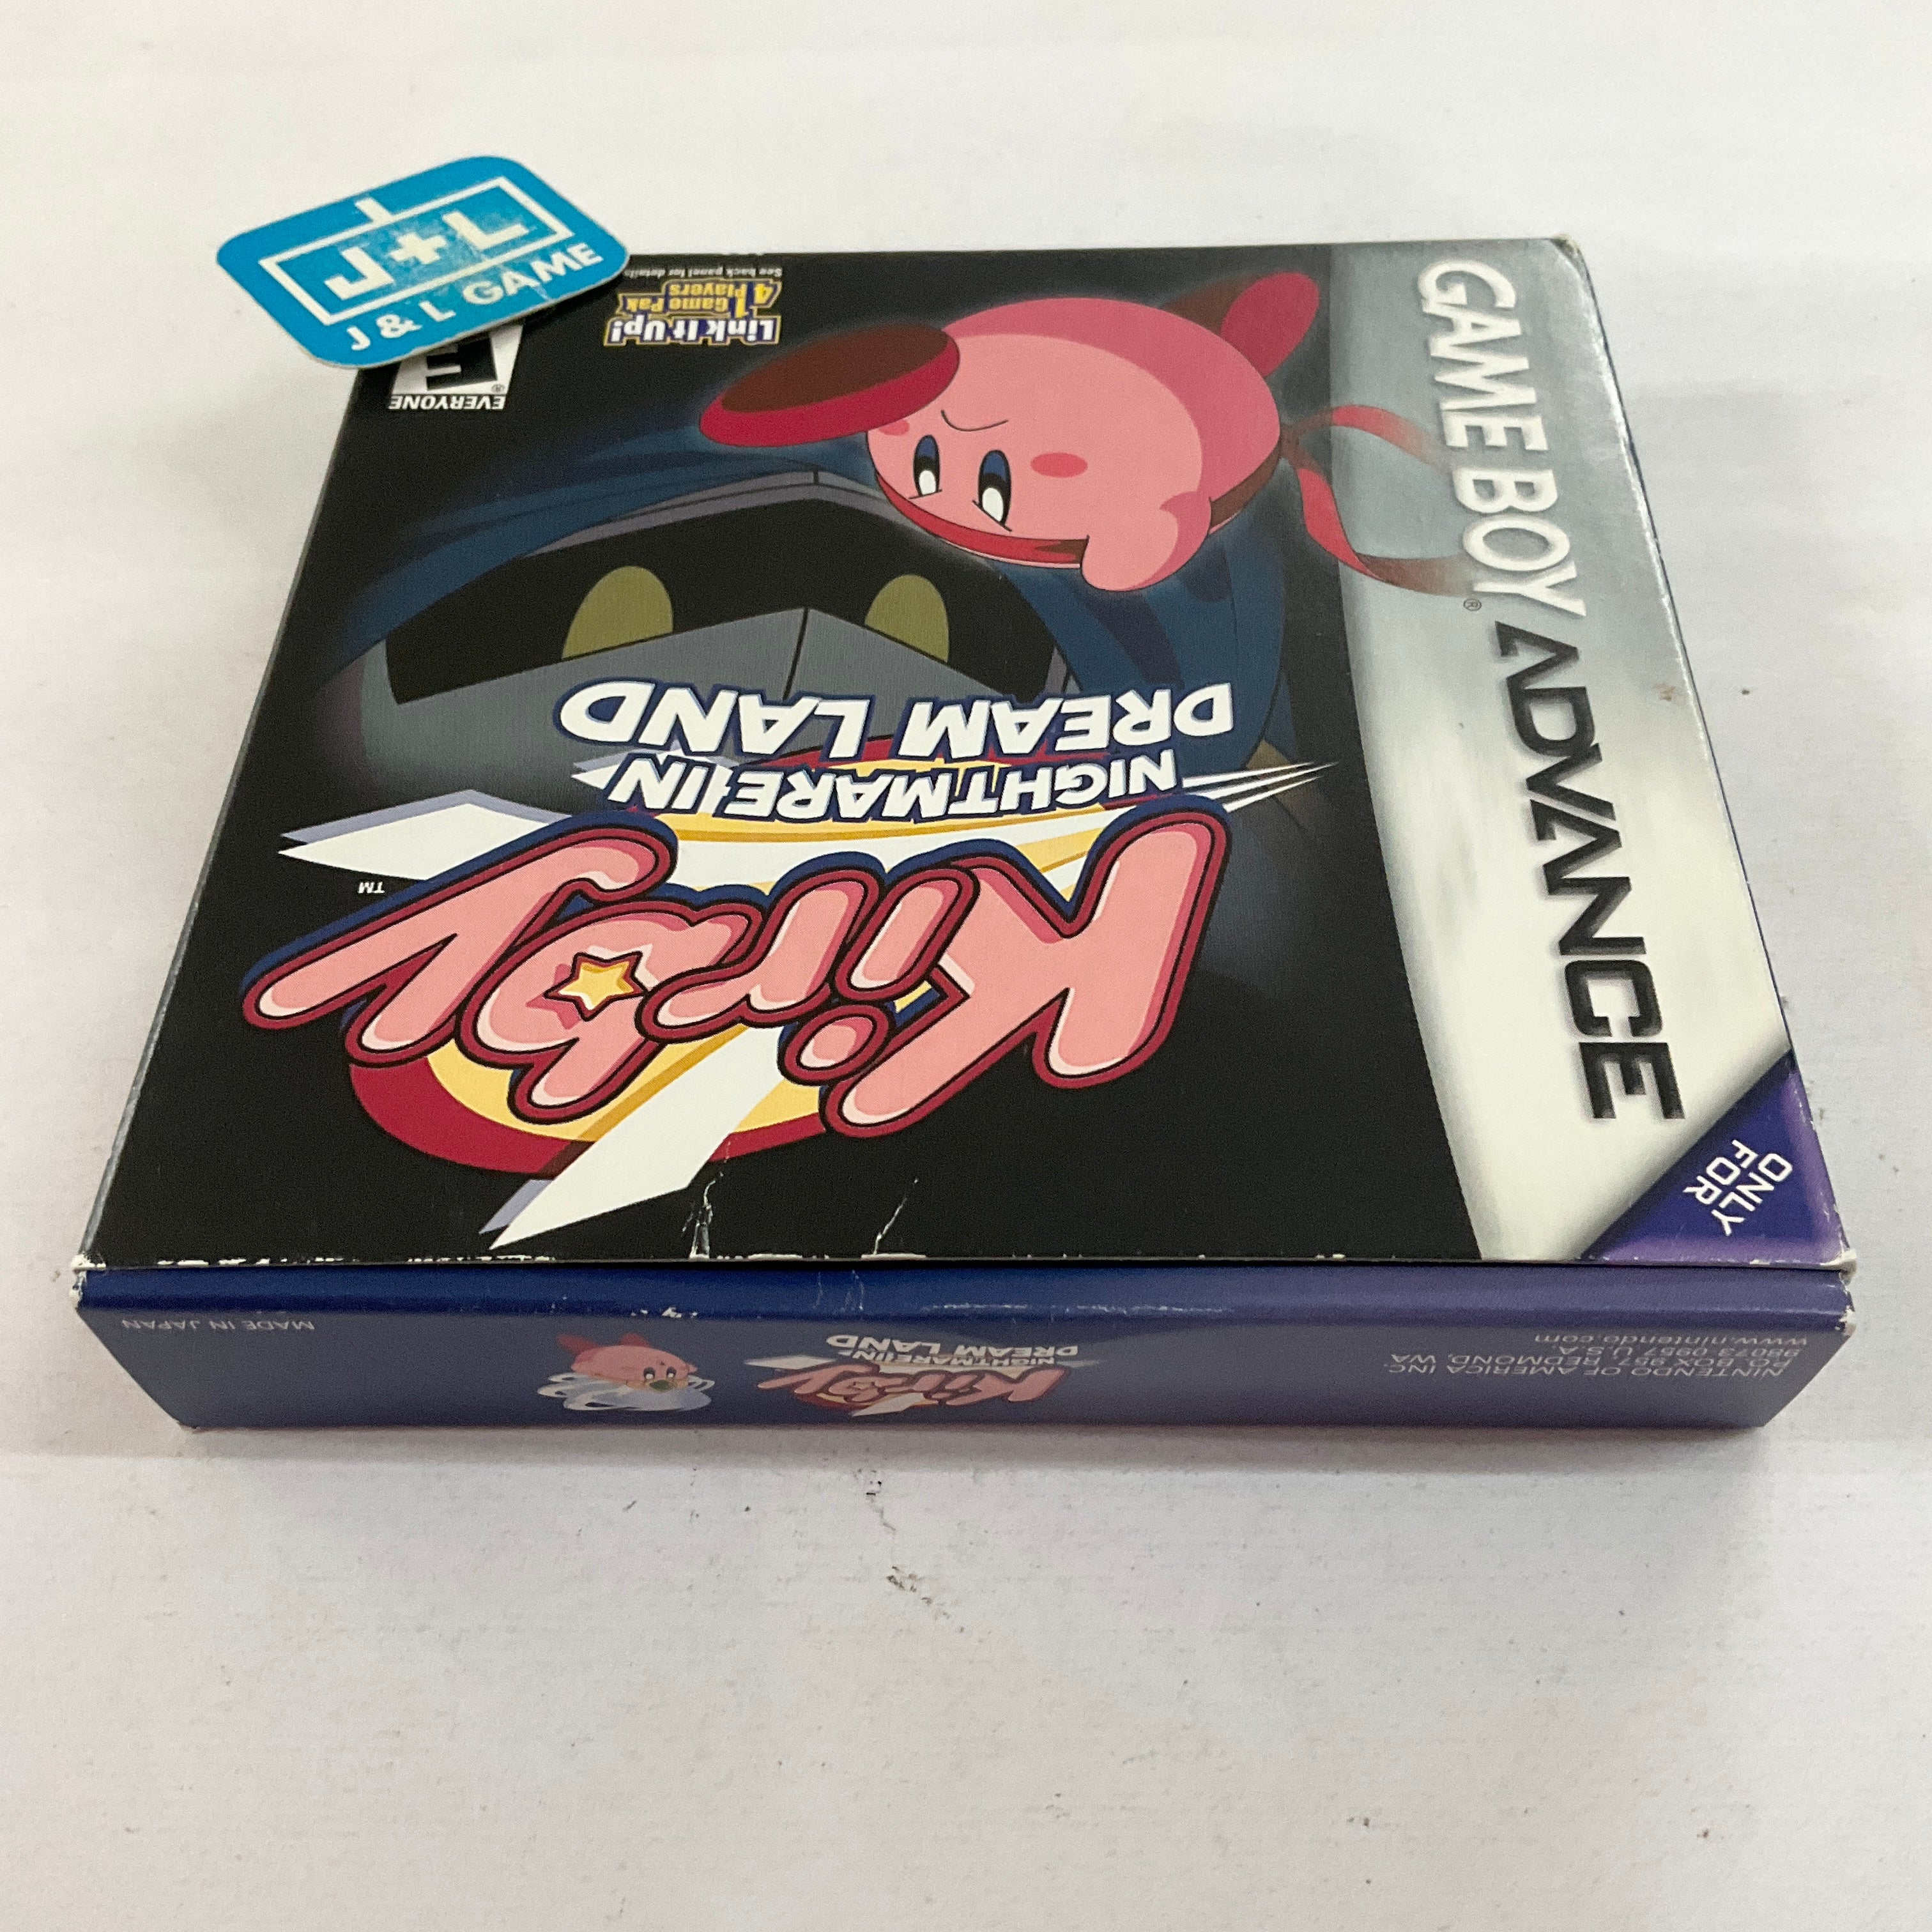 J+L
J & L GAME
GAME BOY ADVANCE
®
ONLY
FOR
Kirby
™
NIGHTMARE IN
DREAM LAND
Link It Up!
1 Game Pak
4 Players
See back panel for details
E
EVERYONE
®
NINTENDO OF AMERICA INC.
P.O. BOX 957, REDMOND, WA
98073-0957 U.S.A.
www.nintendo.com
Kirby
NIGHTMARE IN
DREAM LAND
MADE IN JAPAN